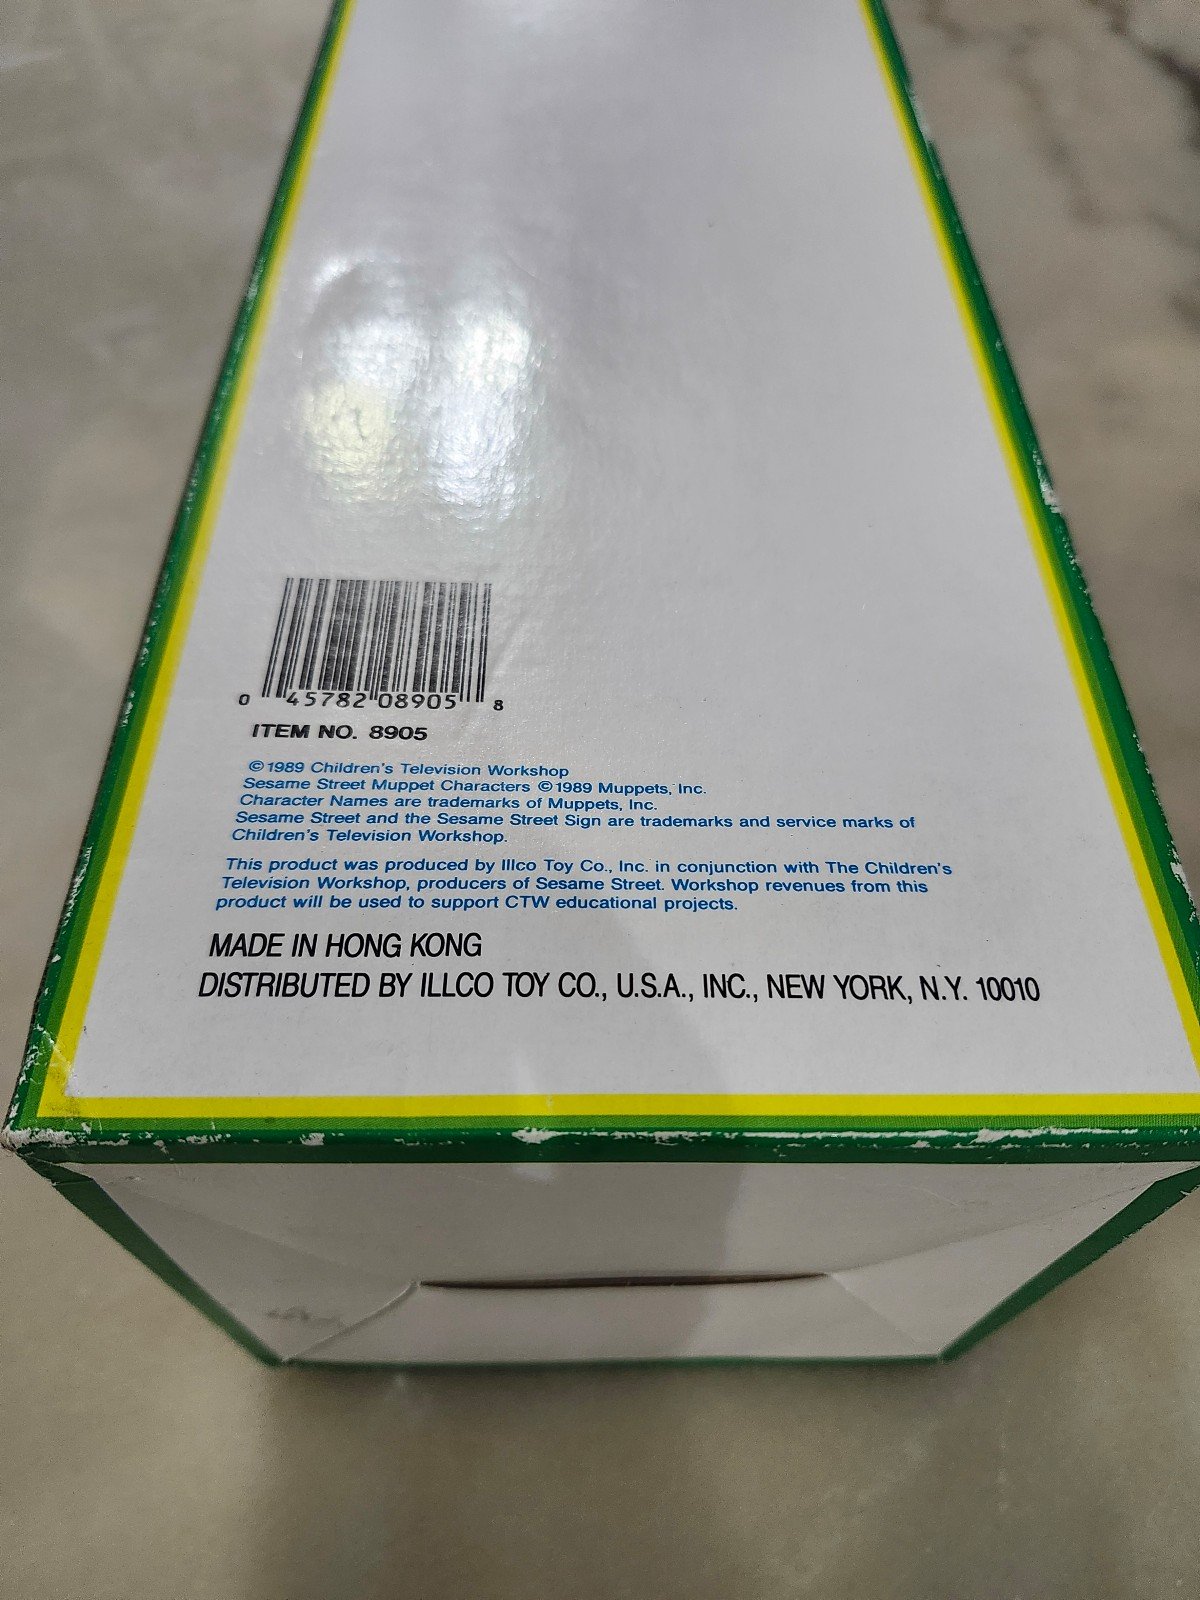 0 45782 08905 8
ITEM NO. 8905
©1989 Children's Television Workshop
Sesame Street Muppet Characters ©1989 Muppets, Inc.
Character Names are trademarks of Muppets, Inc.
Sesame Street and the Sesame Street Sign are trademarks and service marks of
Children's Television Workshop.
This product was produced by Illco Toy Co., Inc. in conjunction with The Children's
Television Workshop, producers of Sesame Street. Workshop revenues from this
product will be used to support CTW educational projects.
MADE IN HONG KONG
DISTRIBUTED BY ILLCO TOY CO., U.S.A., INC., NEW YORK, N.Y. 10010